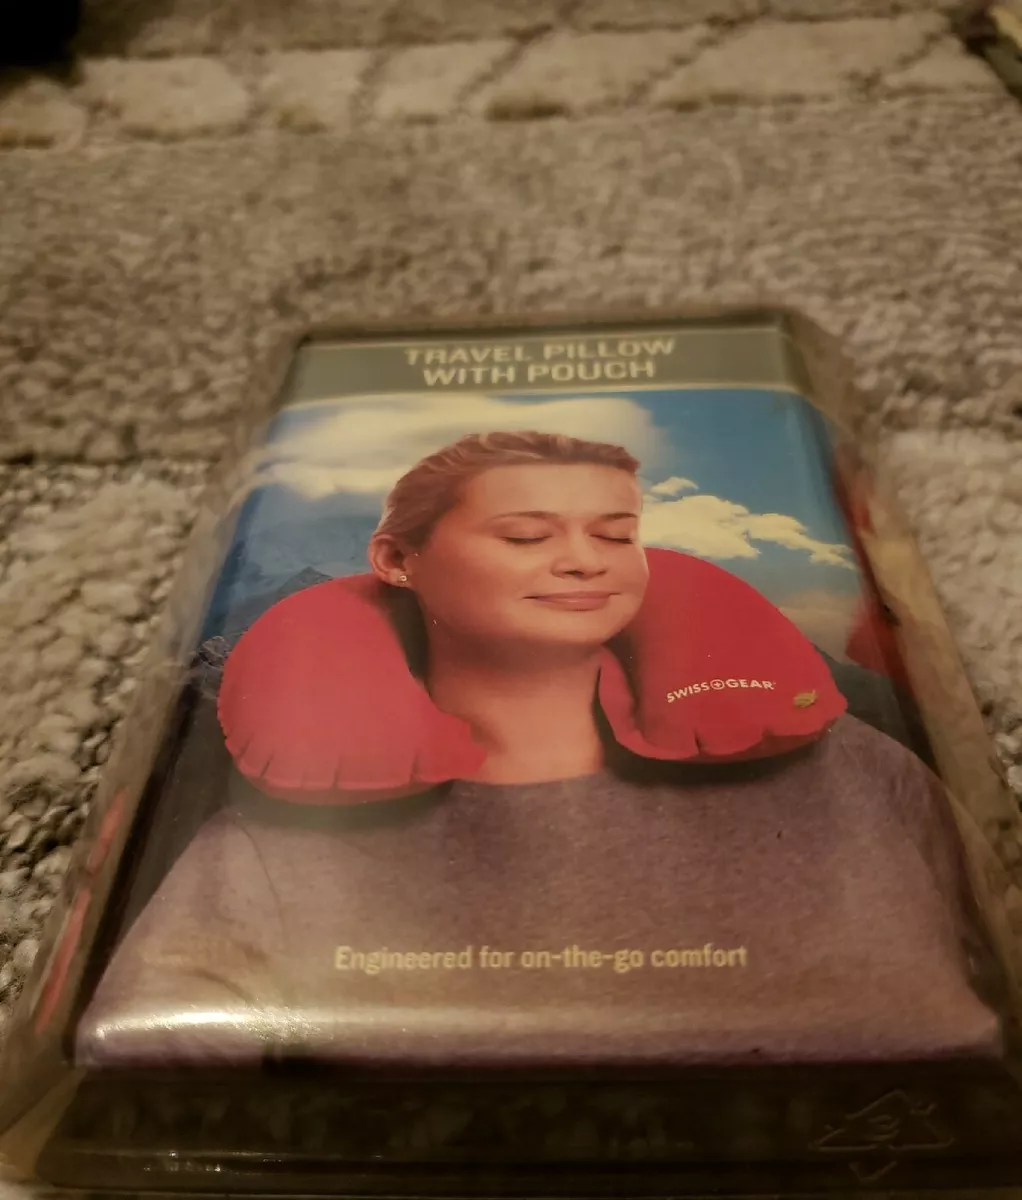 TRAVEL PILLOW
WITH POUCH
SWISS GEAR
Engineered for on-the-go comfort